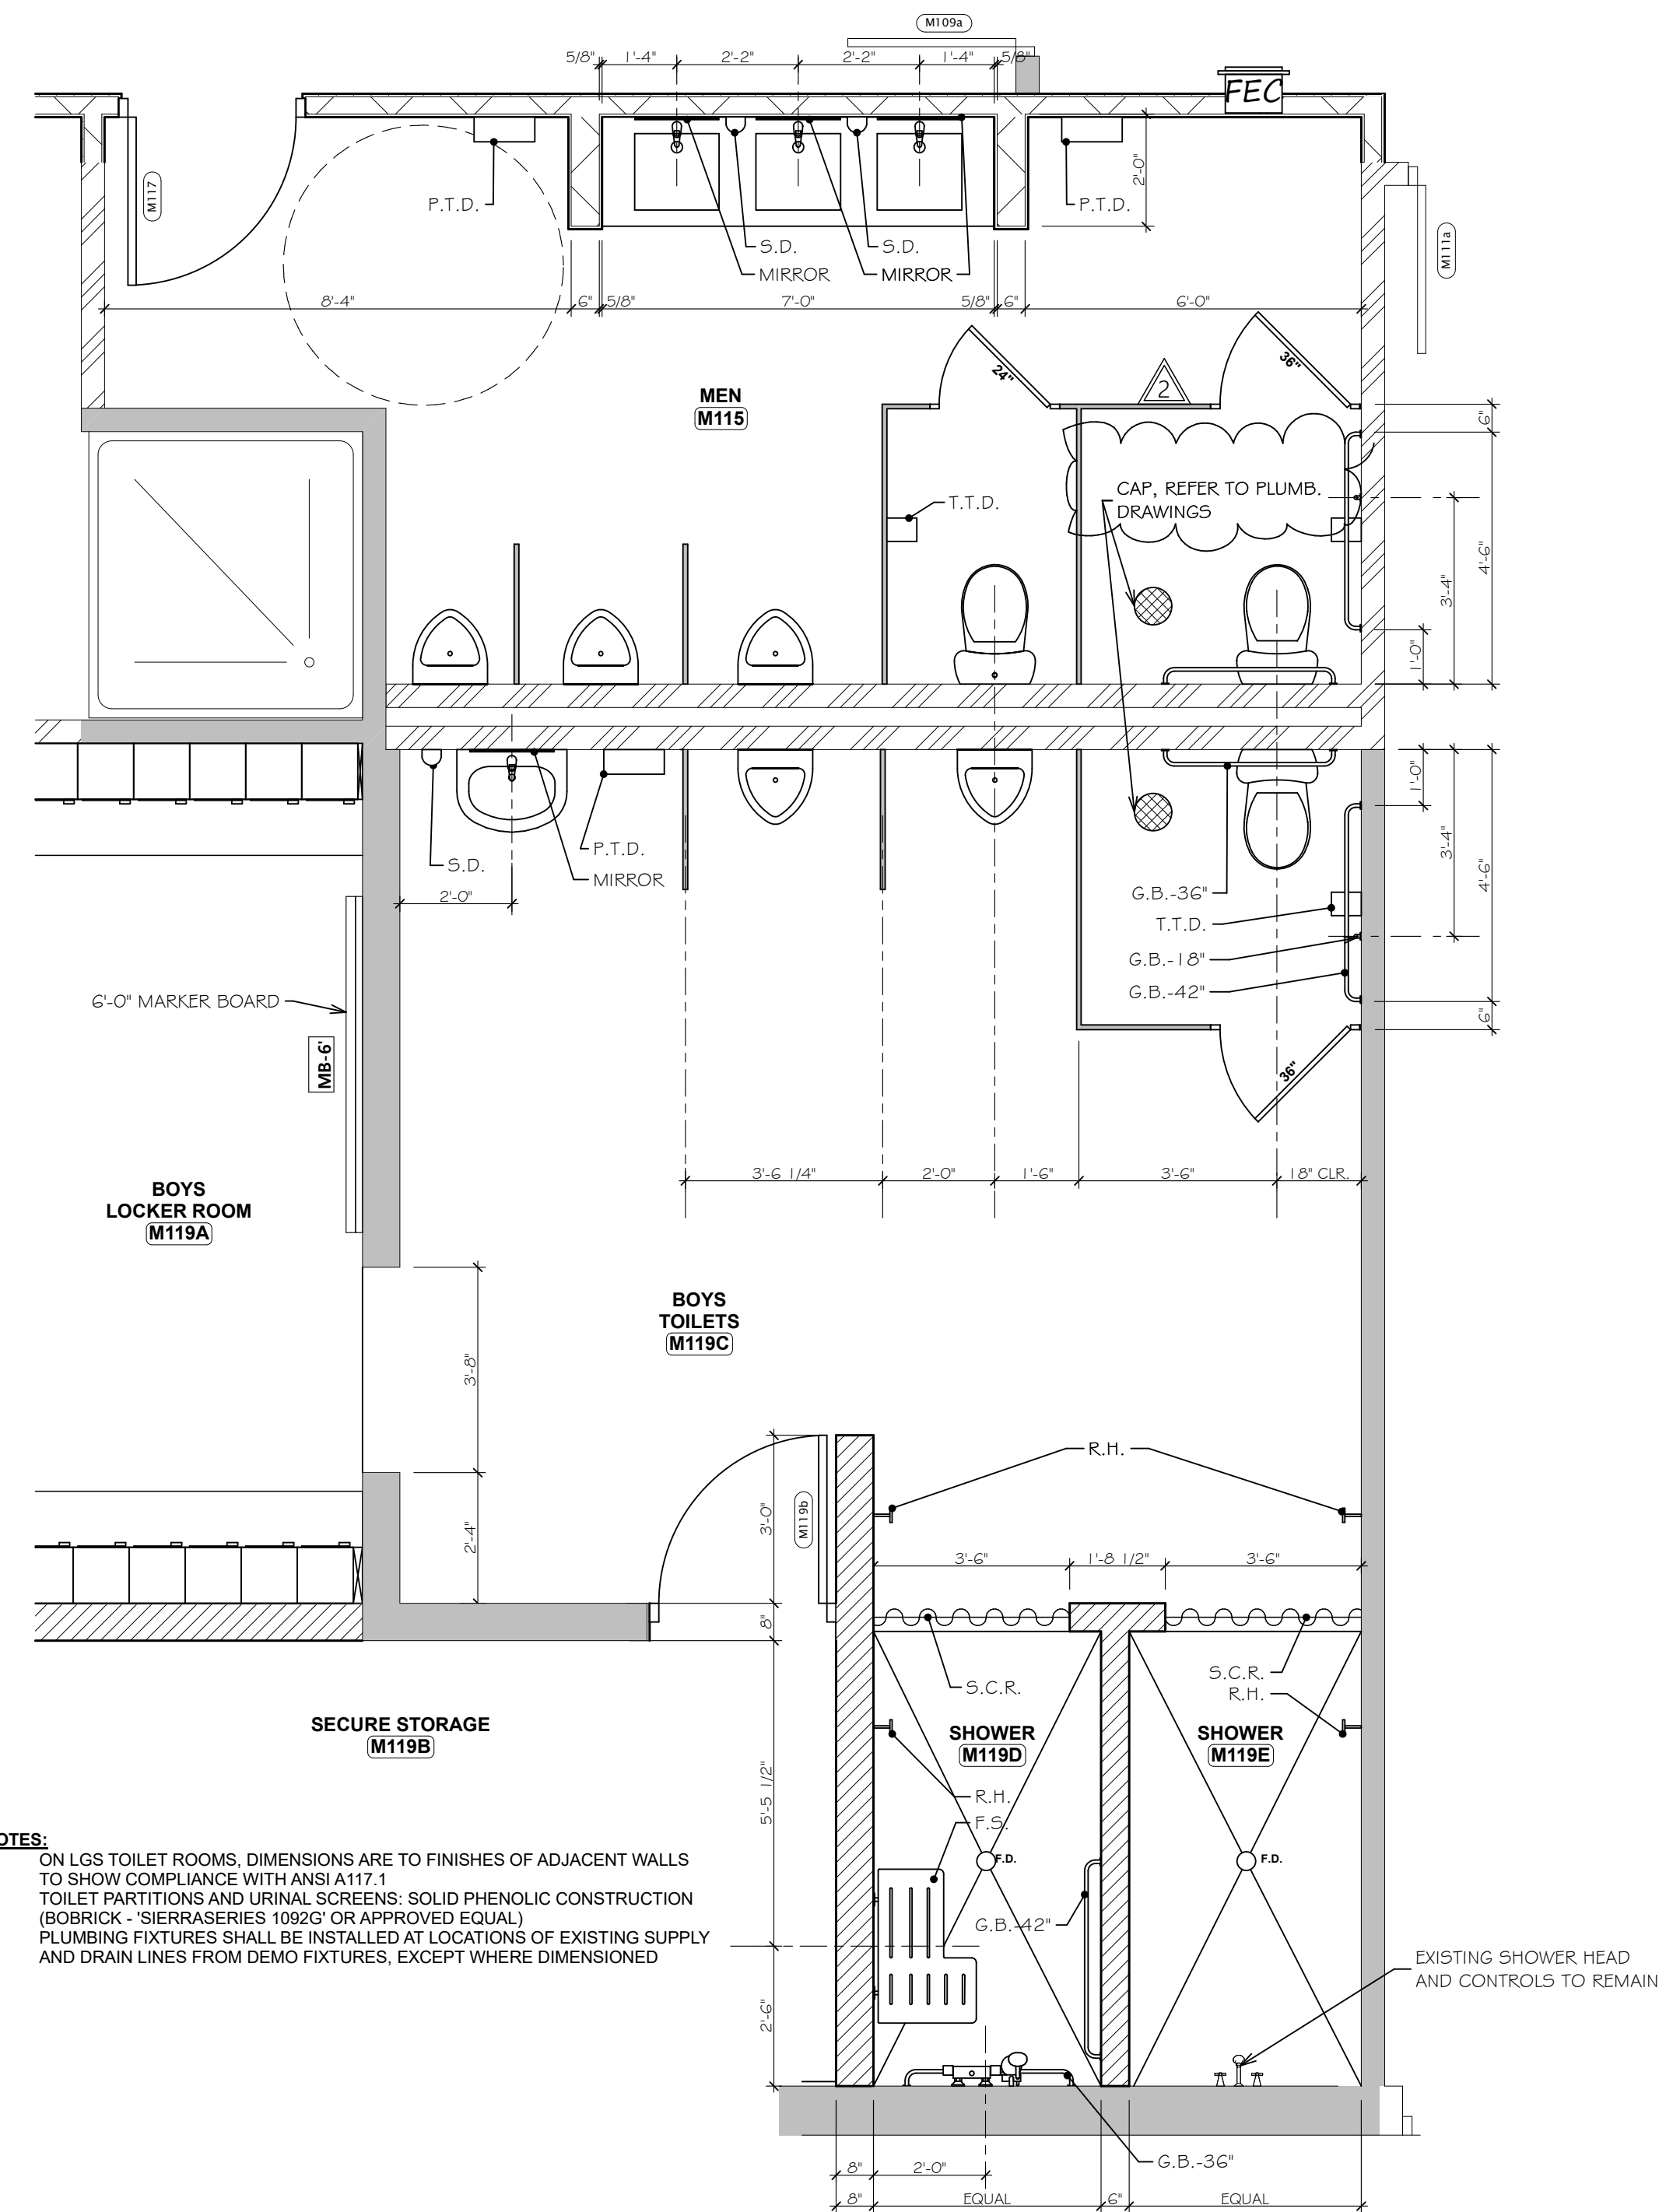 M109a
5/8"
1'-4"
2'-2"
2'-2"
1'-4"
5/8"
FEC
M117
P.T.D.
2'-0"
P.T.D.
M111a
S.D.
S.D.
MIRROR
MIRROR
8'-4"
6"
5/8"
7'-0"
5/8"
6"
6'-0"
24"
36"
2
MEN
M115
6"
CAP, REFER TO PLUMB.
DRAWINGS
T.T.D.
4'-6"
3'-4"
1'-0"
1'-0"
3'-4"
4'-6"
P.T.D.
S.D.
MIRROR
2'-0"
G.B.-36"
T.T.D.
G.B.-18"
G.B.-42"
6"
6'-0" MARKER BOARD
MB-6'
36"
3'-6 1/4"
2'-0"
1'-6"
3'-6"
18" CLR.
BOYS
LOCKER ROOM
M119A
BOYS
TOILETS
M119C
3'-8"
R.H.
3'-0"
M119b
2'-4"
3'-6"
1'-8 1/2"
3'-6"
8"
S.C.R.
S.C.R.
R.H.
SECURE STORAGE
M119B
SHOWER
M119D
SHOWER
M119E
5'-5 1/2"
R.H.
F.S.
F.D.
F.D.
OTES:
ON LGS TOILET ROOMS, DIMENSIONS ARE TO FINISHES OF ADJACENT WALLS
TO SHOW COMPLIANCE WITH ANSI A117.1
TOILET PARTITIONS AND URINAL SCREENS: SOLID PHENOLIC CONSTRUCTION
(BOBRICK - 'SIERRASERIES 1092G' OR APPROVED EQUAL)
PLUMBING FIXTURES SHALL BE INSTALLED AT LOCATIONS OF EXISTING SUPPLY
AND DRAIN LINES FROM DEMO FIXTURES, EXCEPT WHERE DIMENSIONED
G.B.-42"
EXISTING SHOWER HEAD
AND CONTROLS TO REMAIN
2'-6"
G.B.-36"
8"
2'-0"
8"
EQUAL
6"
EQUAL